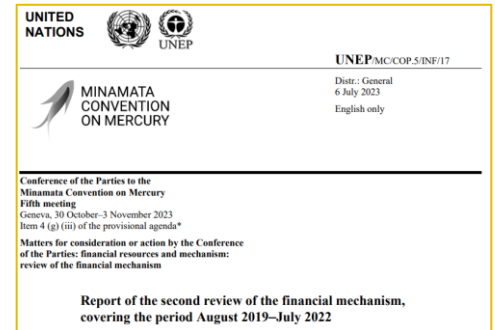 UNITED
NATIONS
UNEP
UNEP/MC/COP.5/INF/17
Distr.: General
6 July 2023
English only
MINAMATA
CONVENTION
ON MERCURY
Conference of the Parties to the
Minamata Convention on Mercury
Fifth meeting
Geneva, 30 October–3 November 2023
Item 4 (g) (iii) of the provisional agenda*
Matters for consideration or action by the Conference
of the Parties: financial resources and mechanism:
review of the financial mechanism
Report of the second review of the financial mechanism,
covering the period August 2019–July 2022